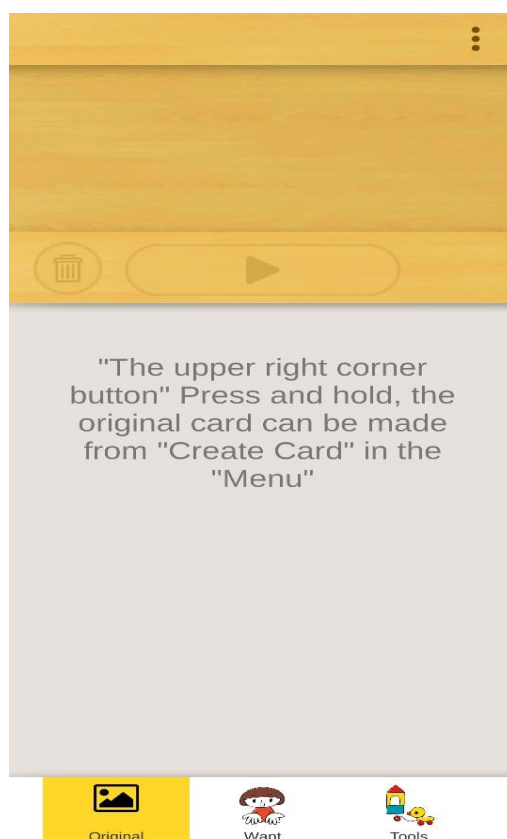 "The upper right corner
button" Press and hold, the
original card can be made
from "Create Card" in the
"Menu"
Original
Want
Tools